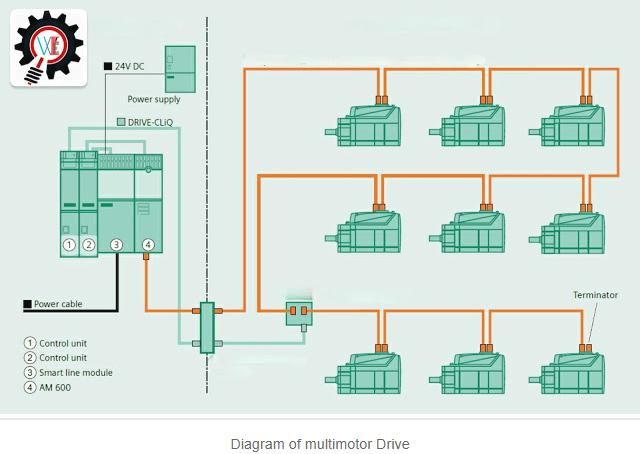 WE
24V DC
Power supply
DRIVE-CLiQ
1 2 3 4
Power cable
Terminator
1 Control unit
2 Control unit
3 Smart line module
4 AM 600
Diagram of multimotor Drive